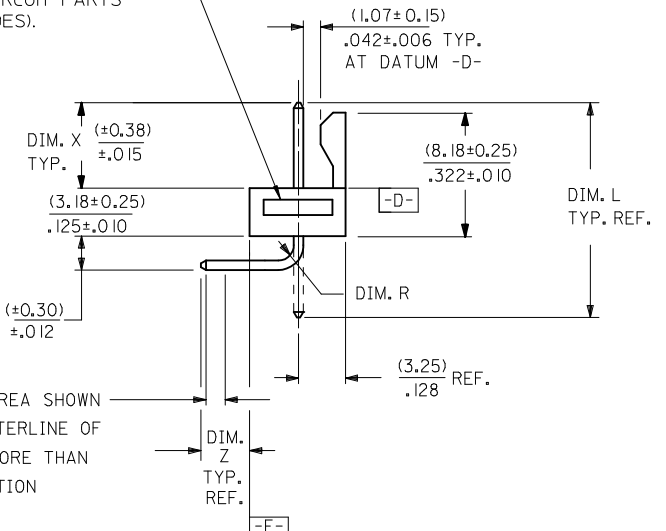 DES).
(1.07±0.15)
.042±.006 TYP.
AT DATUM -D-
DIM. X (±0.38)
TYP. ±.015
(8.18±0.25)
.322±.010
(3.18±0.25)
.125±.010
-D-
DIM. L
TYP. REF.
DIM. R
(±0.30)
±.012
(3.25) REF.
.128
REA SHOWN
TERLINE OF
ORE THAN
TION
DIM.
Z
TYP.
REF.
-E-